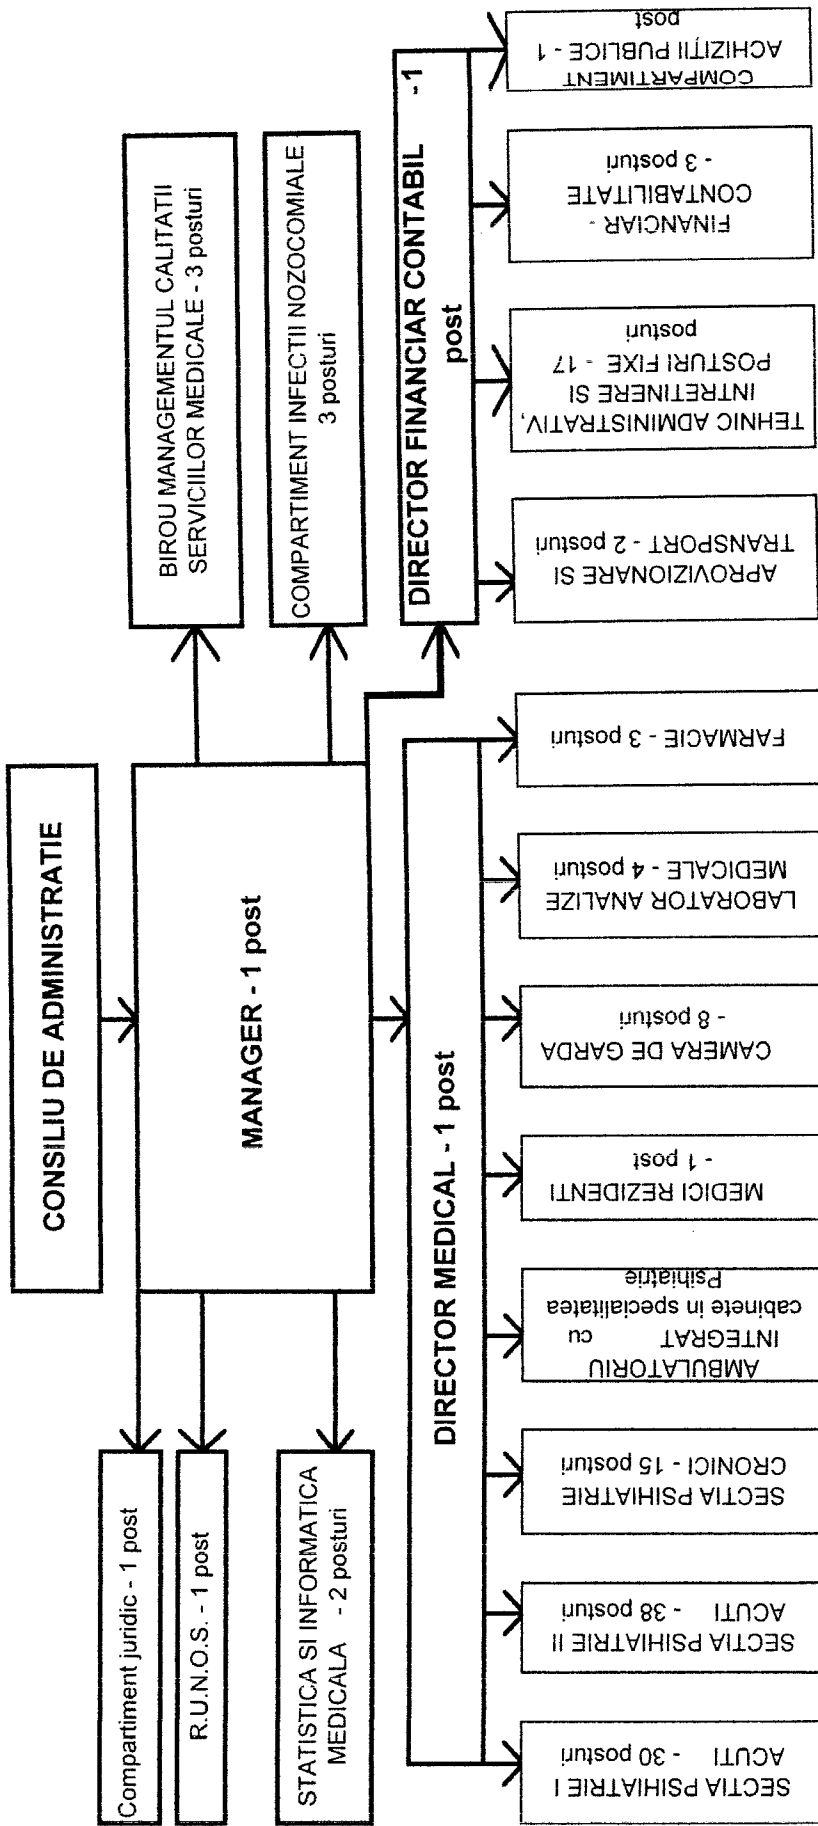 CONSILIU DE ADMINISTRATIE
MANAGER - 1 post
Compartiment juridic - 1 post
R.U.N.O.S. - 1 post
STATISTICA SI INFORMATICA
MEDICALA - 2 posturi
BIROU MANAGEMENTUL CALITATII
SERVICIILOR MEDICALE - 3 posturi
COMPARTIMENT INFECTII NOZOCOMIALE
3 posturi
DIRECTOR MEDICAL - 1 post
DIRECTOR FINANCIAR CONTABIL -1
post
SECTIA PSIHIATRIE I
ACUTI - 30 posturi
SECTIA PSIHIATRIE II
ACUTI - 38 posturi
SECTIA PSIHIATRIE
CRONICI - 15 posturi
AMBULATORIU
INTEGRAT cu
cabinete in specialitatea
Psihiatrie
MEDICI REZIDENTI
- 1 post
CAMERA DE GARDA
- 8 posturi
LABORATOR ANALIZE
MEDICALE - 4 posturi
FARMACIE - 3 posturi
APROVIZIONARE SI
TRANSPORT - 2 posturi
TEHNIC ADMINISTRATIV,
INTRETINERE SI
POSTURI FIXE - 17
posturi
FINANCIAR -
CONTABILITATE
- 3 posturi
COMPARTIMENT
ACHIZIŢII PUBLICE - 1
post